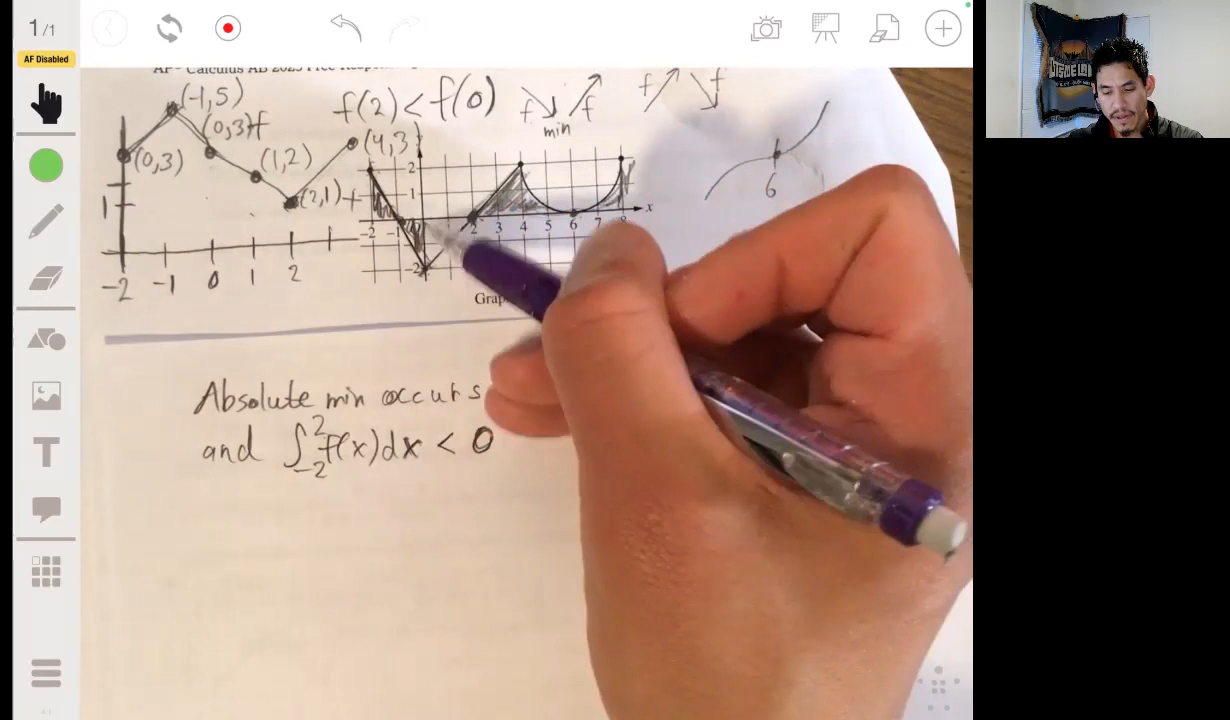 1/1
AF Disabled
AP® Calculus AB 2023 Free-Response
(-1,5)
f(2) < f(0)
f f
f f
min
(0,3)
(0,3) f
(1,2)
(2,1)
(4,3)
6
1
2
1
x
-2 -1 2 3 4 5 6 7 8
-2
-2 -1 0 1 2
Grap
T
Absolute min occurs
and ∫₋₂² f(x)dx < 0